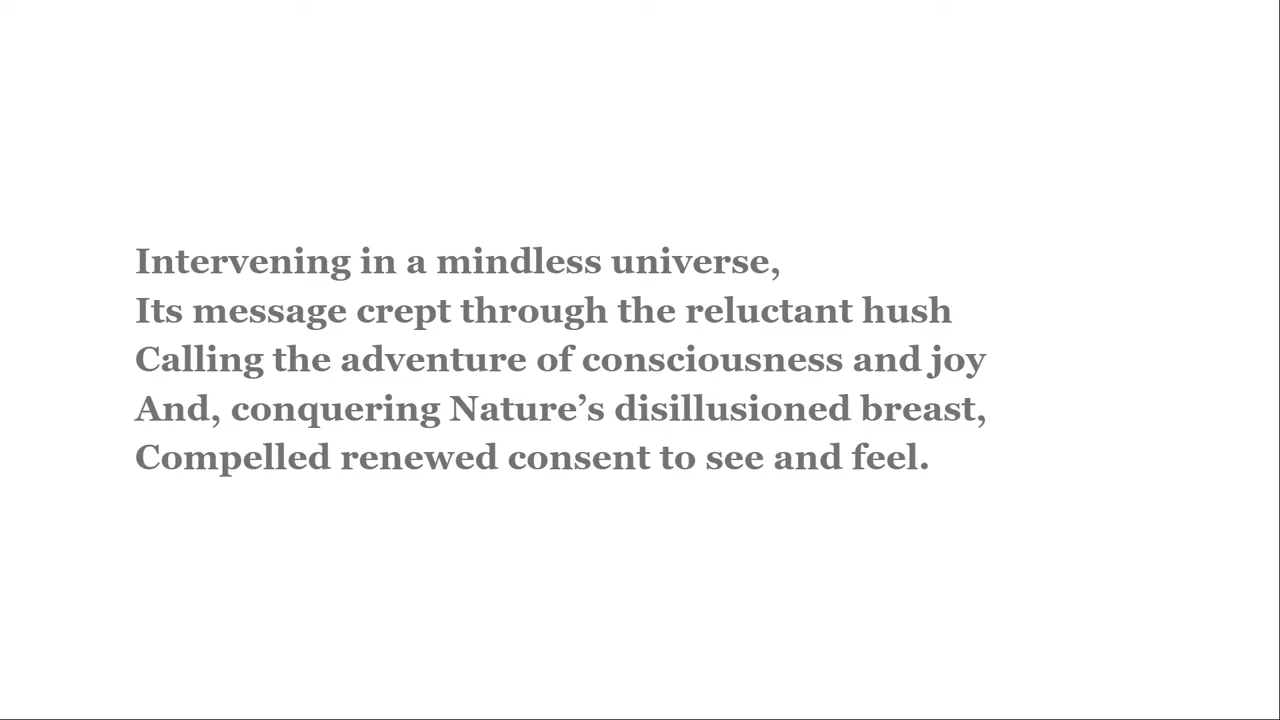 Intervening in a mindless universe,
Its message crept through the reluctant hush
Calling the adventure of consciousness and joy
And, conquering Nature’s disillusioned breast,
Compelled renewed consent to see and feel.